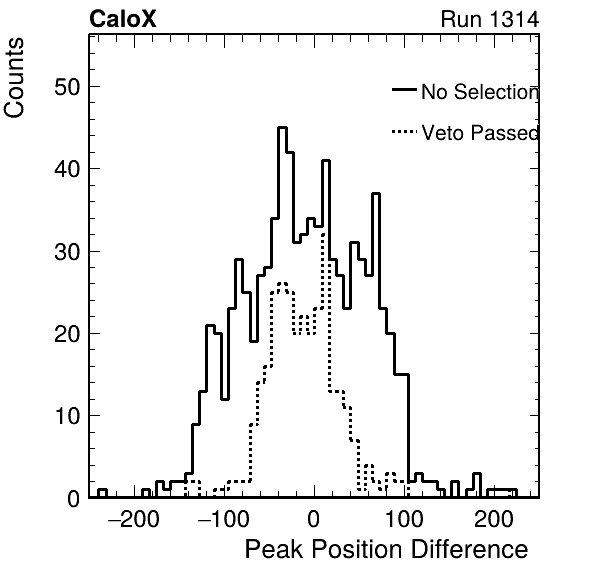 CaloX Run 1314
Counts
50
40
30
20
10
0
No Selection
Veto Passed
−200 −100 0 100 200
Peak Position Difference